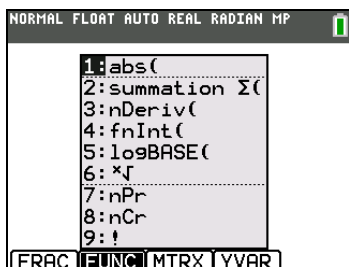 NORMAL FLOAT AUTO REAL RADIAN MP
1:abs(
2:summation Σ(
3:nDeriv(
4:fnInt(
5:logBASE(
6:ˣ√
7:nPr
8:nCr
9:!
FRAC FUNC MTRX YVAR